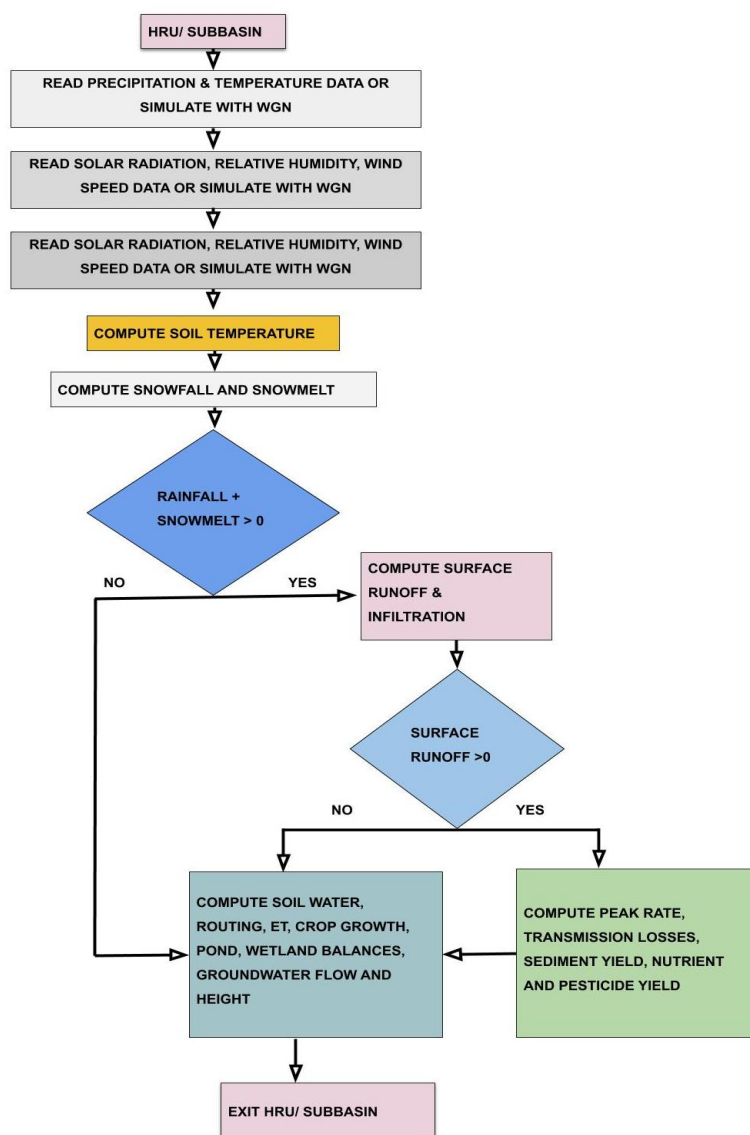 HRU/ SUBBASIN
READ PRECIPITATION & TEMPERATURE DATA OR
SIMULATE WITH WGN
READ SOLAR RADIATION, RELATIVE HUMIDITY, WIND
SPEED DATA OR SIMULATE WITH WGN
READ SOLAR RADIATION, RELATIVE HUMIDITY, WIND
SPEED DATA OR SIMULATE WITH WGN
COMPUTE SOIL TEMPERATURE
COMPUTE SNOWFALL AND SNOWMELT
RAINFALL +
SNOWMELT > 0
NO
YES
COMPUTE SURFACE
RUNOFF &
INFILTRATION
SURFACE
RUNOFF >0
NO
YES
COMPUTE SOIL WATER,
ROUTING, ET, CROP GROWTH,
POND, WETLAND BALANCES,
GROUNDWATER FLOW AND
HEIGHT
COMPUTE PEAK RATE,
TRANSMISSION LOSSES,
SEDIMENT YIELD, NUTRIENT
AND PESTICIDE YIELD
EXIT HRU/ SUBBASIN